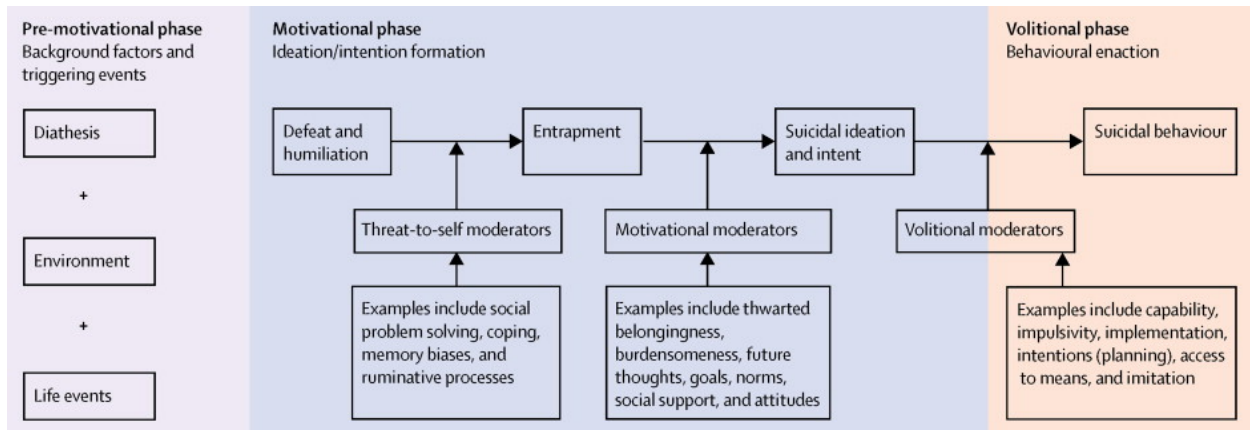 Pre-motivational phase
Background factors and
triggering events
Diathesis
+
Environment
+
Life events
Motivational phase
Ideation/intention formation
Defeat and
humiliation
Entrapment
Suicidal ideation
and intent
Threat-to-self moderators
Motivational moderators
Volitional moderators
Examples include social
problem solving, coping,
memory biases, and
ruminative processes
Examples include thwarted
belongingness,
burdensomeness, future
thoughts, goals, norms,
social support, and attitudes
Volitional phase
Behavioural enaction
Suicidal behaviour
Examples include capability,
impulsivity, implementation,
intentions (planning), access
to means, and imitation